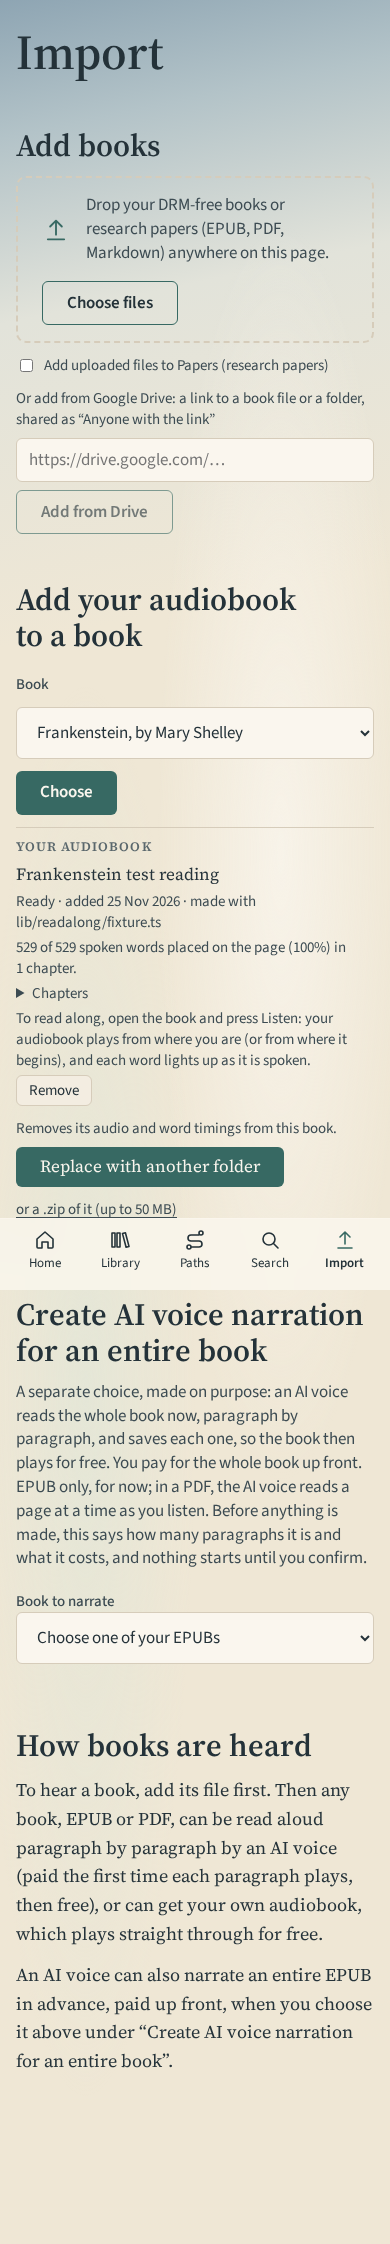 Import
Add books
Drop your DRM-free books or
research papers (EPUB, PDF,
Markdown) anywhere on this page.
Choose files
Add uploaded files to Papers (research papers)
Or add from Google Drive: a link to a book file or a folder,
shared as “Anyone with the link”
https://drive.google.com/…
Add from Drive
Add your audiobook
to a book
Book
Frankenstein, by Mary Shelley
Choose
YOUR AUDIOBOOK
Frankenstein test reading
Ready · added 25 Nov 2026 · made with
lib/readalong/fixture.ts
529 of 529 spoken words placed on the page (100%) in
1 chapter.
Chapters
To read along, open the book and press Listen: your
audiobook plays from where you are (or from where it
begins), and each word lights up as it is spoken.
Remove
Removes its audio and word timings from this book.
Replace with another folder
or a .zip of it (up to 50 MB)
Home
Library
Paths
Search
Import
Create AI voice narration
for an entire book
A separate choice, made on purpose: an AI voice
reads the whole book now, paragraph by
paragraph, and saves each one, so the book then
plays for free. You pay for the whole book up front.
EPUB only, for now; in a PDF, the AI voice reads a
page at a time as you listen. Before anything is
made, this says how many paragraphs it is and
what it costs, and nothing starts until you confirm.
Book to narrate
Choose one of your EPUBs
How books are heard
To hear a book, add its file first. Then any
book, EPUB or PDF, can be read aloud
paragraph by paragraph by an AI voice
(paid the first time each paragraph plays,
then free), or can get your own audiobook,
which plays straight through for free.
An AI voice can also narrate an entire EPUB
in advance, paid up front, when you choose
it above under “Create AI voice narration
for an entire book”.